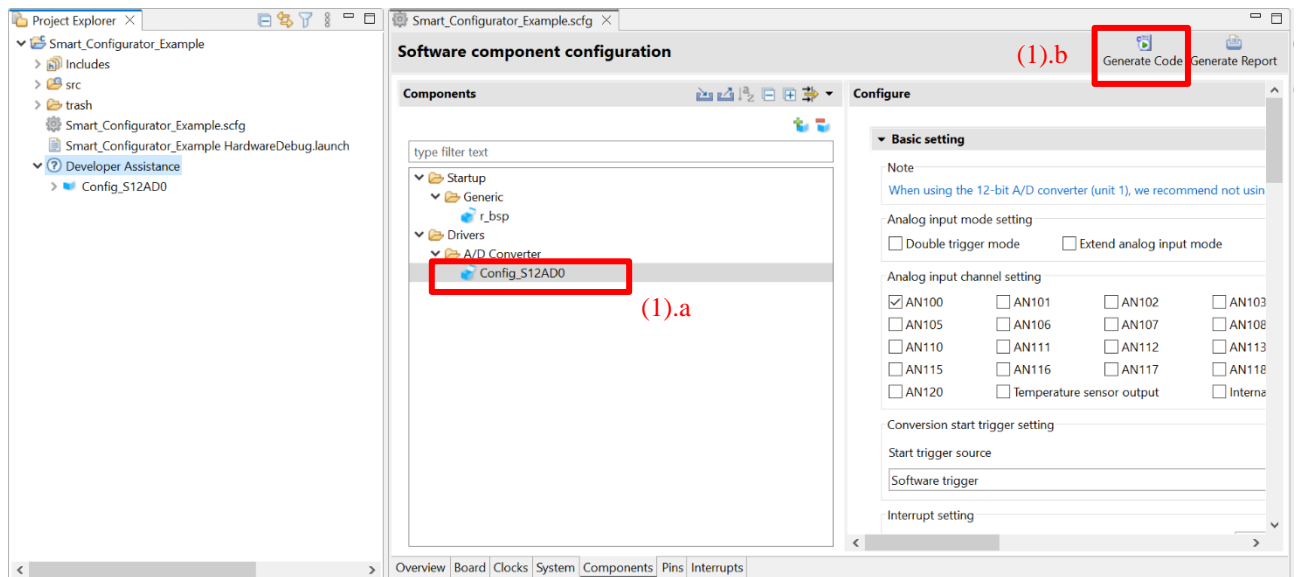 Project Explorer
Smart_Configurator_Example
Includes
src
trash
Smart_Configurator_Example.scfg
Smart_Configurator_Example HardwareDebug.launch
Developer Assistance
Config_S12AD0
Smart_Configurator_Example.scfg
Software component configuration
(1).b
Generate Code Generate Report
Components
type filter text
Startup
Generic
r_bsp
Drivers
A/D Converter
Config_S12AD0
(1).a
Configure
Basic setting
Note
When using the 12-bit A/D converter (unit 1), we recommend not usin
Analog input mode setting
Double trigger mode Extend analog input mode
Analog input channel setting
AN100 AN101 AN102 AN103
AN105 AN106 AN107 AN108
AN110 AN111 AN112 AN113
AN115 AN116 AN117 AN118
AN120 Temperature sensor output Interna
Conversion start trigger setting
Start trigger source
Software trigger
Interrupt setting
Overview Board Clocks System Components Pins Interrupts